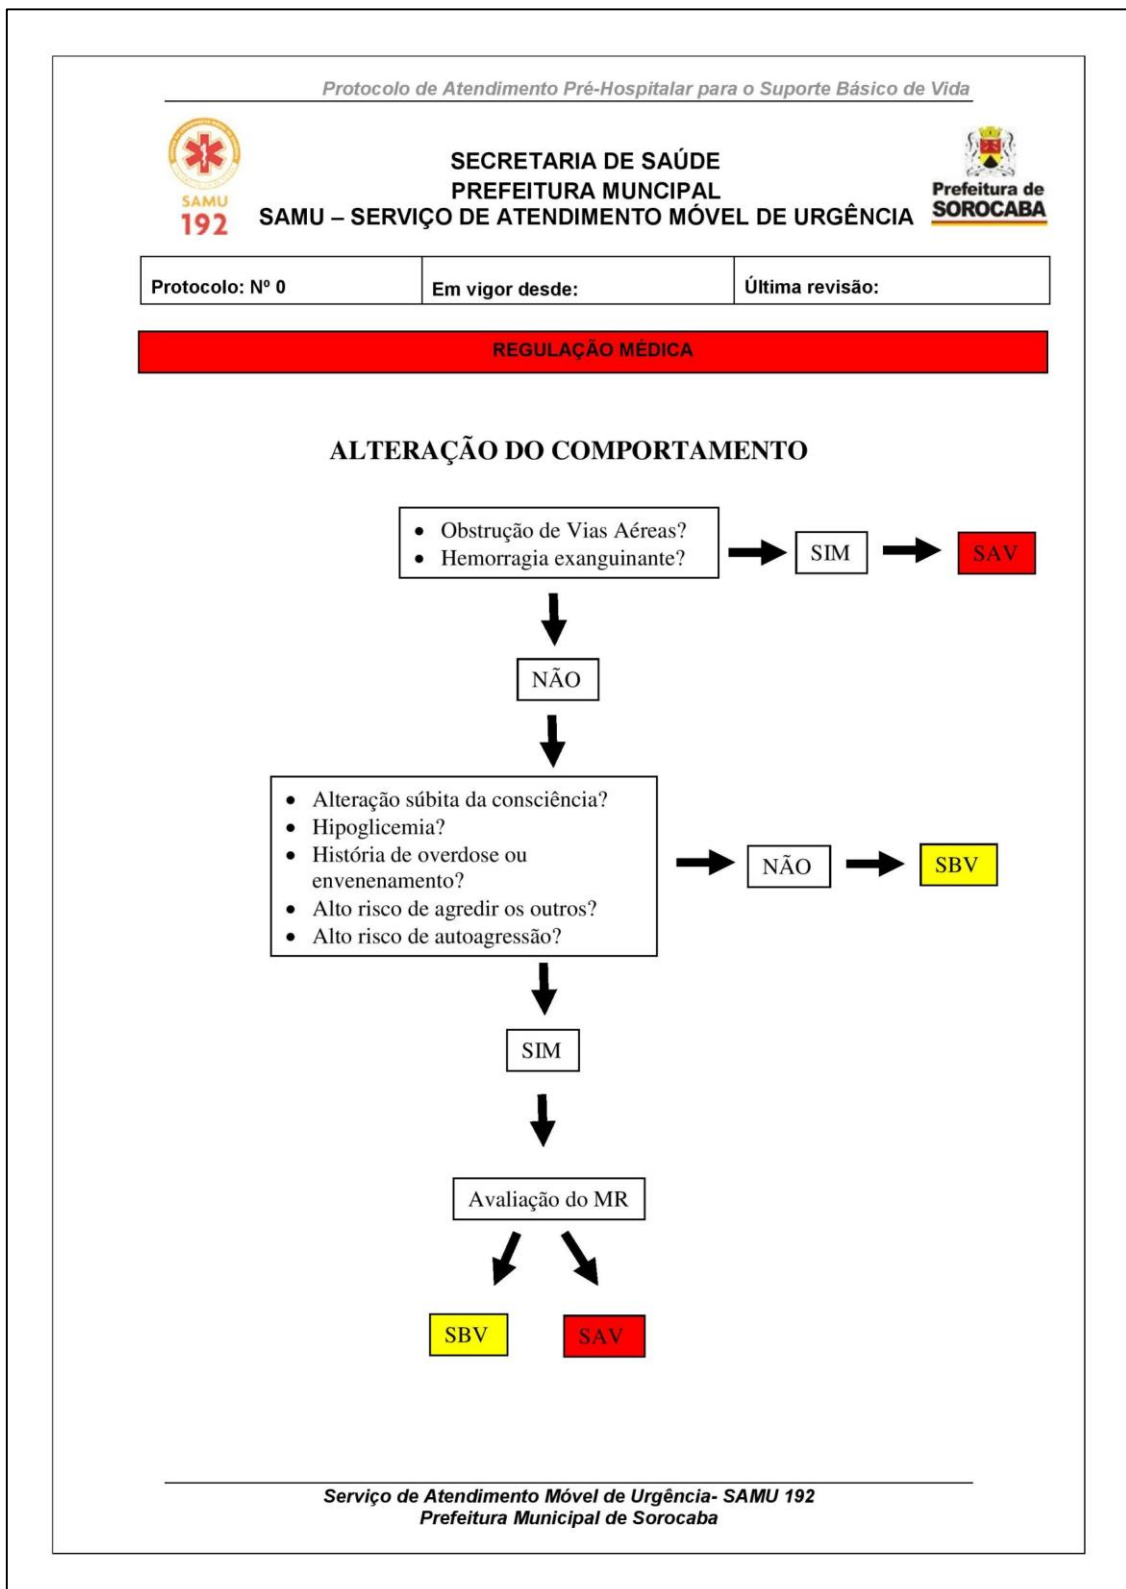 Protocolo de Atendimento Pré-Hospitalar para o Suporte Básico de Vida
SAMU
192
SECRETARIA DE SAÚDE
PREFEITURA MUNCIPAL
SAMU – SERVIÇO DE ATENDIMENTO MÓVEL DE URGÊNCIA
Prefeitura de
SOROCABA
Protocolo: Nº 0
Em vigor desde:
Última revisão:
REGULAÇÃO MÉDICA
ALTERAÇÃO DO COMPORTAMENTO
• Obstrução de Vias Aéreas?
• Hemorragia exanguinante?
SIM
SAV
NÃO
• Alteração súbita da consciência?
• Hipoglicemia?
• História de overdose ou
envenenamento?
• Alto risco de agredir os outros?
• Alto risco de autoagressão?
NÃO
SBV
SIM
Avaliação do MR
SBV
SAV
Serviço de Atendimento Móvel de Urgência- SAMU 192
Prefeitura Municipal de Sorocaba